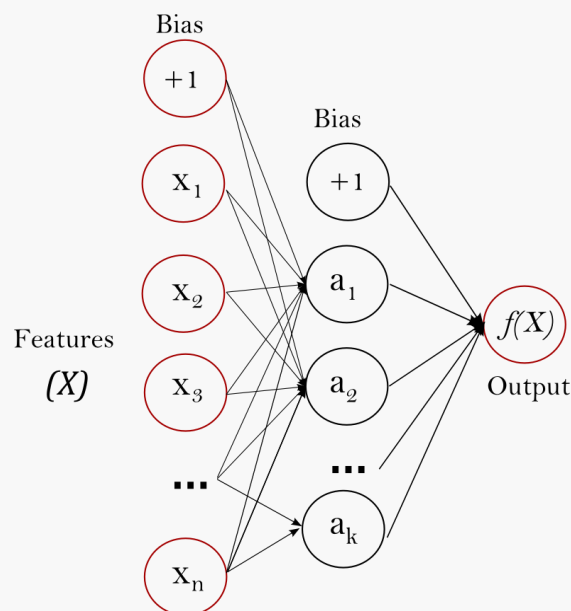 Bias
+1
x₁
x₂
x₃
...
xₙ
Features
(X)
Bias
+1
a₁
a₂
...
aₖ
f(X)
Output